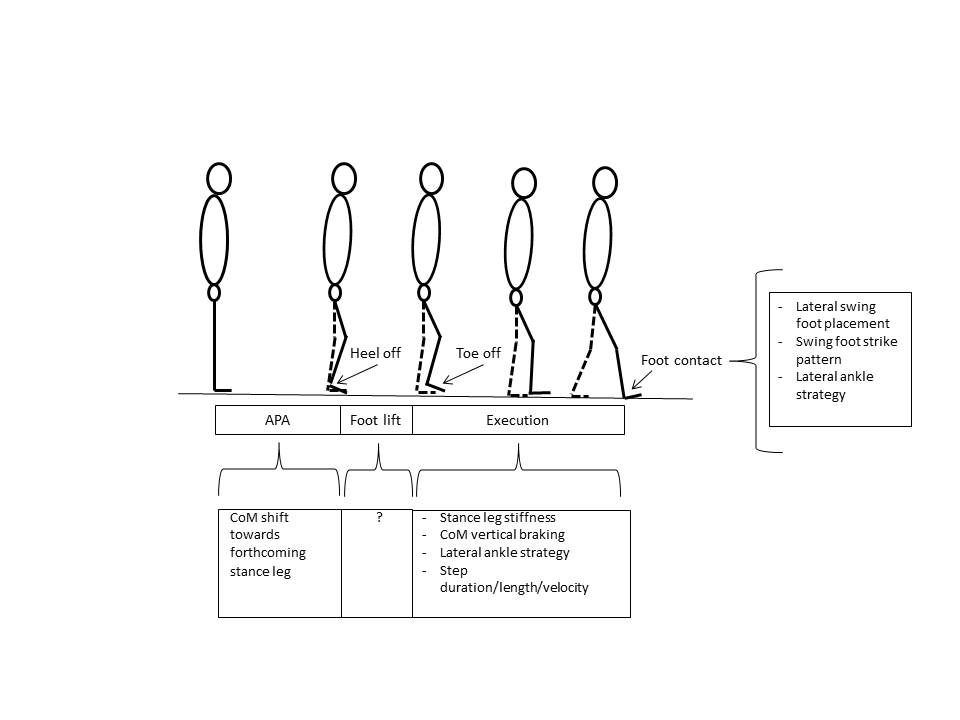 Heel off
Toe off
Foot contact
- Lateral swing
foot placement
- Swing foot strike
pattern
- Lateral ankle
strategy
APA
Foot lift
Execution
CoM shift
towards
forthcoming
stance leg
?
- Stance leg stiffness
- CoM vertical braking
- Lateral ankle strategy
- Step
duration/length/velocity